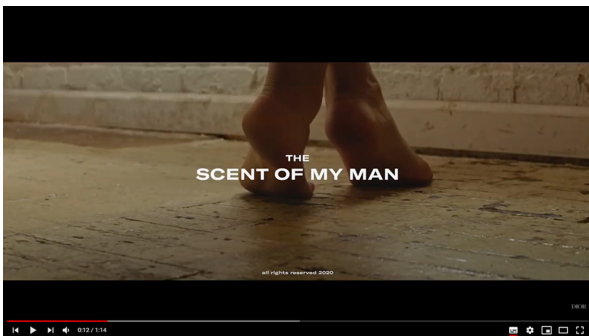 THE
SCENT OF MY MAN
all rights reserved 2020
DIOR
0:12 / 1:14